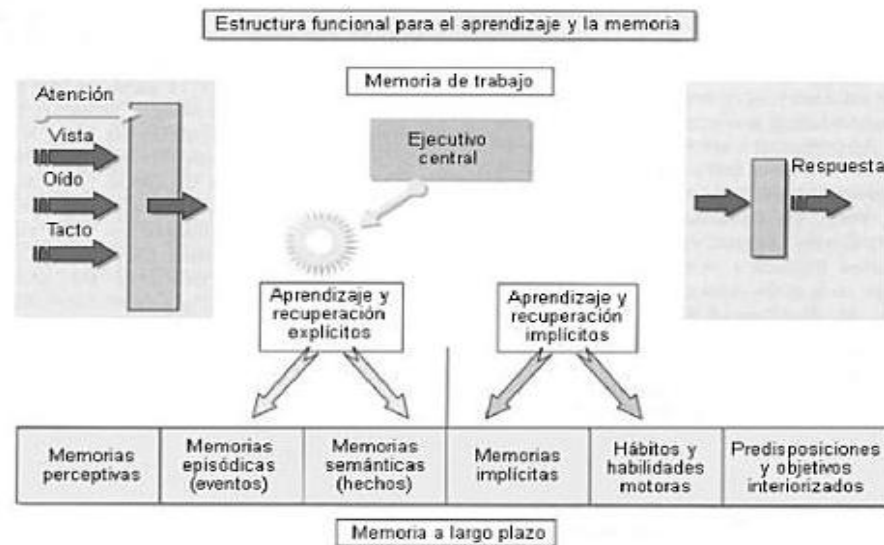 Estructura funcional para el aprendizaje y la memoria
Memoria de trabajo
Atención
Vista
Oído
Tacto
Ejecutivo
central
Respuesta
Aprendizaje y
recuperación
explícitos
Aprendizaje y
recuperación
implícitos
Memorias
perceptivas
Memorias
episódicas
(eventos)
Memorias
semánticas
(hechos)
Memorias
implícitas
Hábitos y
habilidades
motoras
Predisposiciones
y objetivos
interiorizados
Memoria a largo plazo